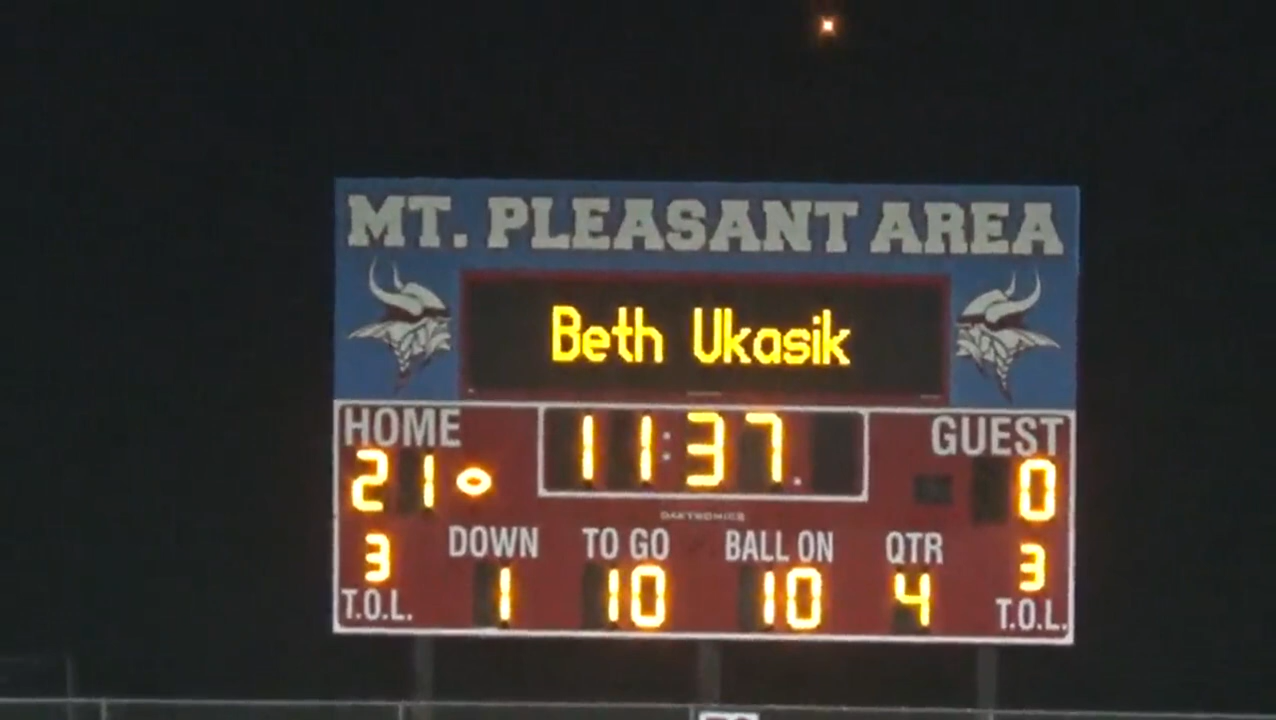 MT. PLEASANT AREA
Beth Ukasik
HOME 11:37. GUEST
21 0
DAKTRONICS
DOWN TO GO BALL ON QTR
3 1 10 10 4 3
T.O.L. T.O.L.